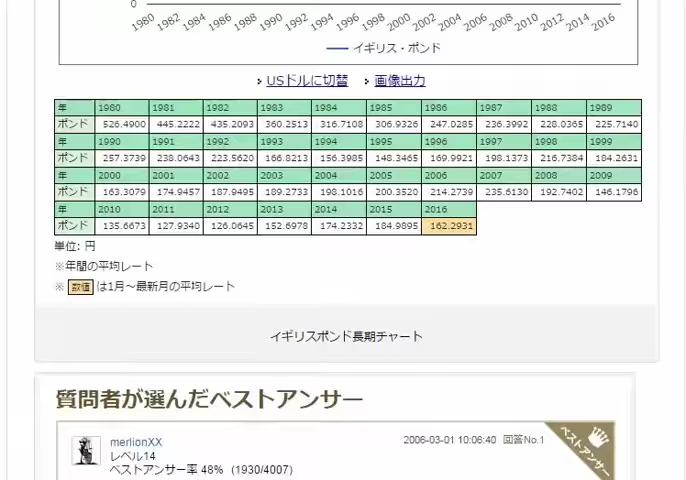 0
1980 1982 1984 1986 1988 1990 1992 1994 1996 1998 2000 2002 2004 2006 2008 2010 2012 2014 2016
イギリス・ポンド
USドルに切替 画像出力
年 1980 1981 1982 1983 1984 1985 1986 1987 1988 1989
ポンド 526.4900 445.2222 435.2093 360.2513 316.7108 306.9326 247.0285 236.3992 228.0365 225.7140
年 1990 1991 1992 1993 1994 1995 1996 1997 1998 1999
ポンド 257.3739 238.0643 223.5620 166.8213 156.3985 148.3465 169.9921 198.1373 216.7384 184.2631
年 2000 2001 2002 2003 2004 2005 2006 2007 2008 2009
ポンド 163.3079 174.9457 187.9495 189.2733 198.1016 200.3520 214.2739 235.6130 192.7402 146.1796
年 2010 2011 2012 2013 2014 2015 2016
ポンド 135.6673 127.9340 126.0645 152.6978 174.2332 184.9895 162.2931
単位: 円
※年間の平均レート
※ 数値 は1月～最新月の平均レート
イギリスポンド長期チャート
質問者が選んだベストアンサー
merlionXX 2006-03-01 10:06:40 回答No.1
ベストアンサー
レベル14
ベストアンサー率 48%（1930/4007）